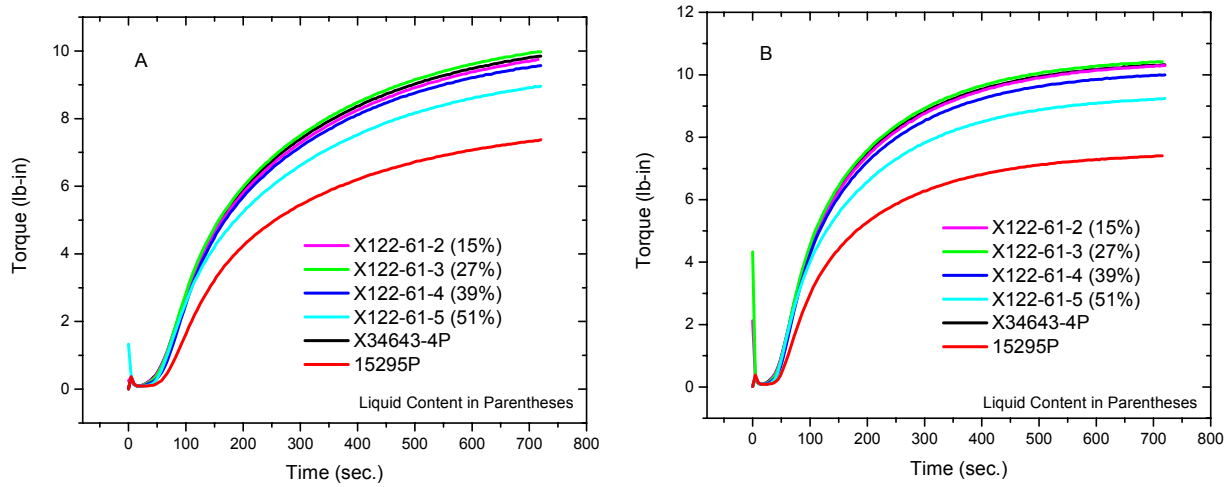 A
10
8
6
4
2
0
Torque (lb-in)
X122-61-2 (15%)
X122-61-3 (27%)
X122-61-4 (39%)
X122-61-5 (51%)
X34643-4P
15295P
Liquid Content in Parentheses
0 100 200 300 400 500 600 700 800
Time (sec.)
B
12
10
8
6
4
2
0
Torque (lb-in)
X122-61-2 (15%)
X122-61-3 (27%)
X122-61-4 (39%)
X122-61-5 (51%)
X34643-4P
15295P
Liquid Content in Parentheses
0 100 200 300 400 500 600 700 800
Time (sec.)